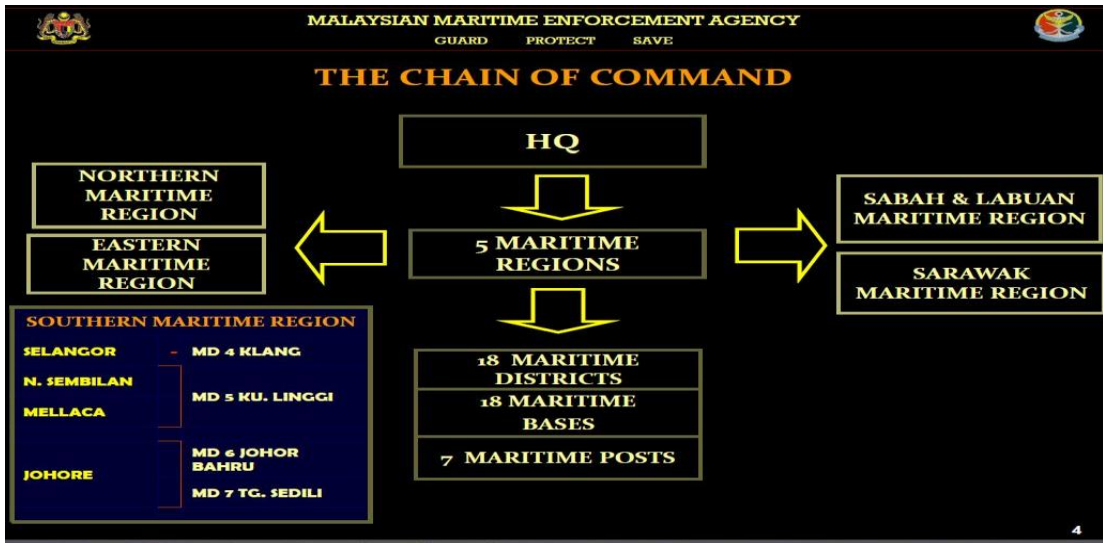 MALAYSIAN MARITIME ENFORCEMENT AGENCY
GUARD PROTECT SAVE
THE CHAIN OF COMMAND
HQ
NORTHERN
MARITIME
REGION
EASTERN
MARITIME
REGION
5 MARITIME
REGIONS
SABAH & LABUAN
MARITIME REGION
SARAWAK
MARITIME REGION
SOUTHERN MARITIME REGION
SELANGOR - MD 4 KLANG
N. SEMBILAN
MD 5 KU. LINGGI
MELLACA
MD 6 JOHOR
BAHRU
JOHORE
MD 7 TG. SEDILI
18 MARITIME
DISTRICTS
18 MARITIME
BASES
7 MARITIME POSTS
4